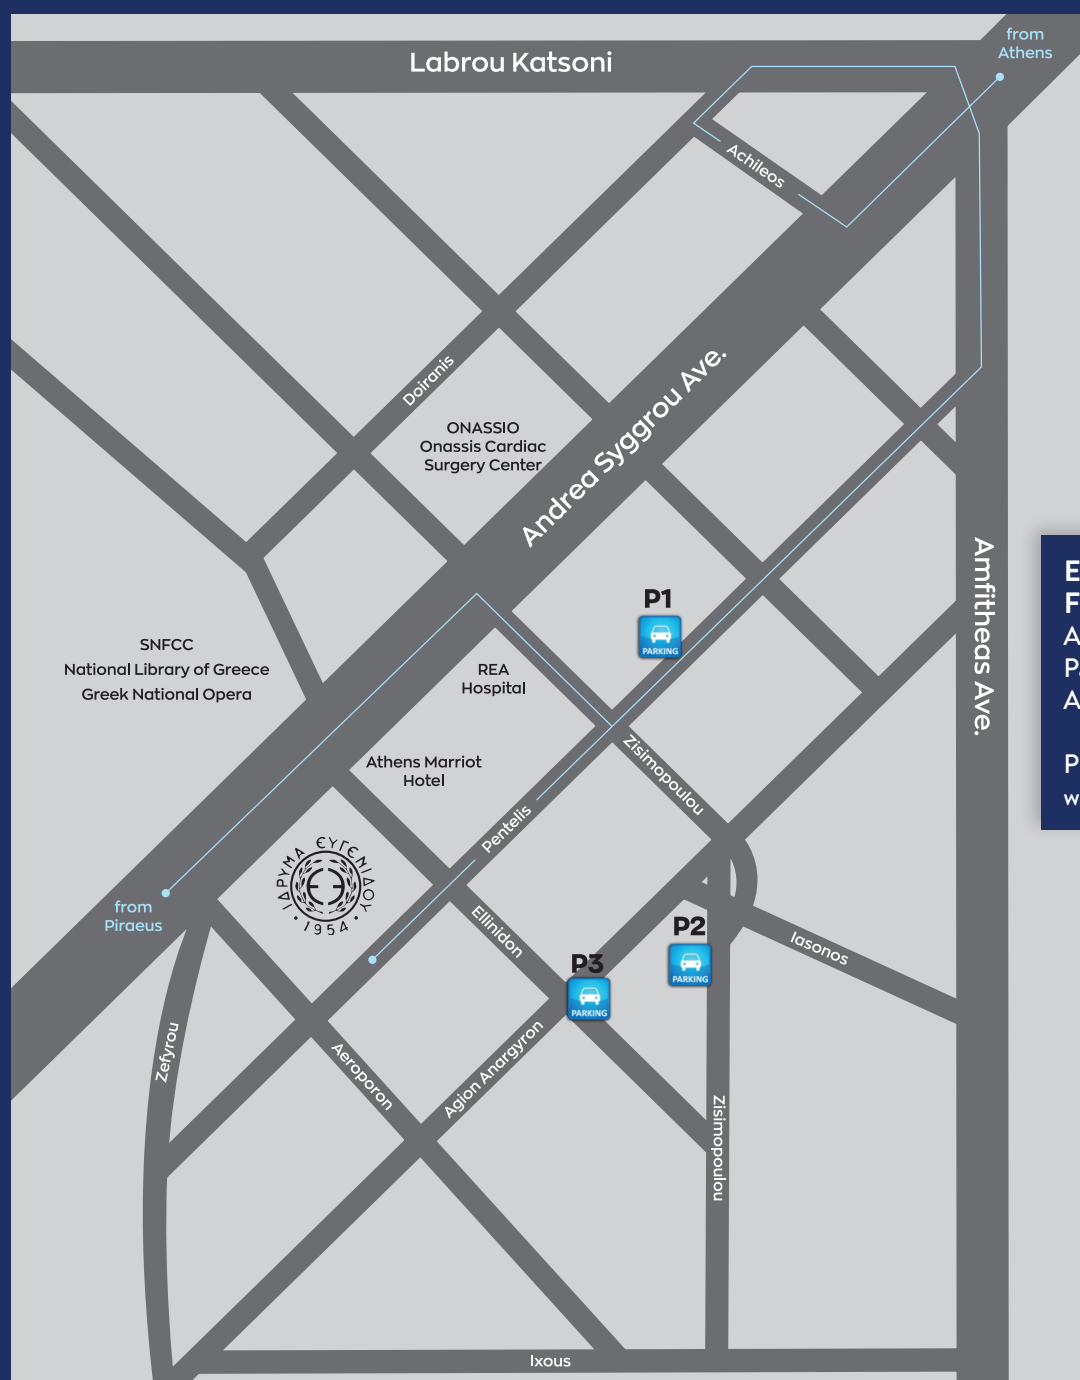 from
Athens
Labrou Katsoni
Achileos
Doiranis
Andrea Syggrou Ave.
ONASSIO
Onassis Cardiac
Surgery Center
Amfitheas Ave.
E
F
A
P
A
P
w
P1
PARKING
SNFCC
National Library of Greece
Greek National Opera
REA
Hospital
Athens Marriot
Hotel
Zisimopoulou
Pentelis
ΙΔΡΥΜΑ ΕΥΓΕΝΙΔΟΥ
• 1954 •
from
Piraeus
Ellinidon
P2
PARKING
Iasonos
P3
PARKING
Zefyrou
Aeroporon
Agion Anargyron
Zisimopoulou
Ixous